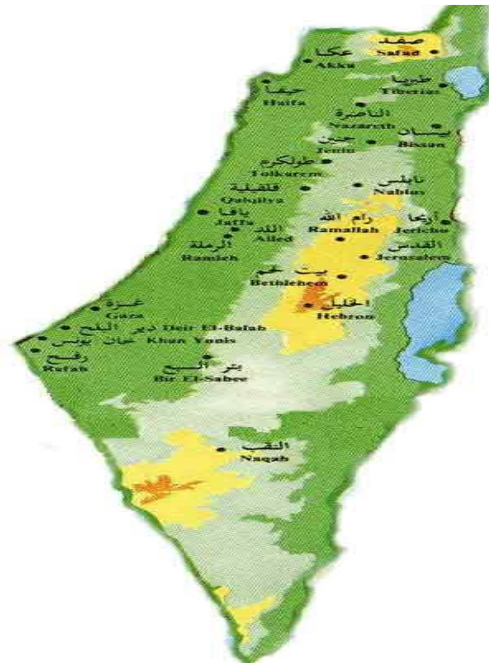 صفد
Safad
عكا
Akka
طبريا
Tiberias
حيفا
Haifa
الناصرة
Nazareth
بيسان
Bissan
جنين
Jenin
طولكرم
Tolkarem
نابلس
Nablus
قلقيلية
Qalqilya
يافا
Jaffa
رام الله
Ramallah
أريحا
Jericho
اللد
Alled
الرملة
Ramleh
القدس
Jerusalem
بيت لحم
Bethlehem
الخليل
Hebron
غزة
Gaza
دير البلح Deir El-Balah
خان يونس Khan Yunis
رفح
Rafah
بئر السبع
Bir El-Sabee
النقب
Naqab